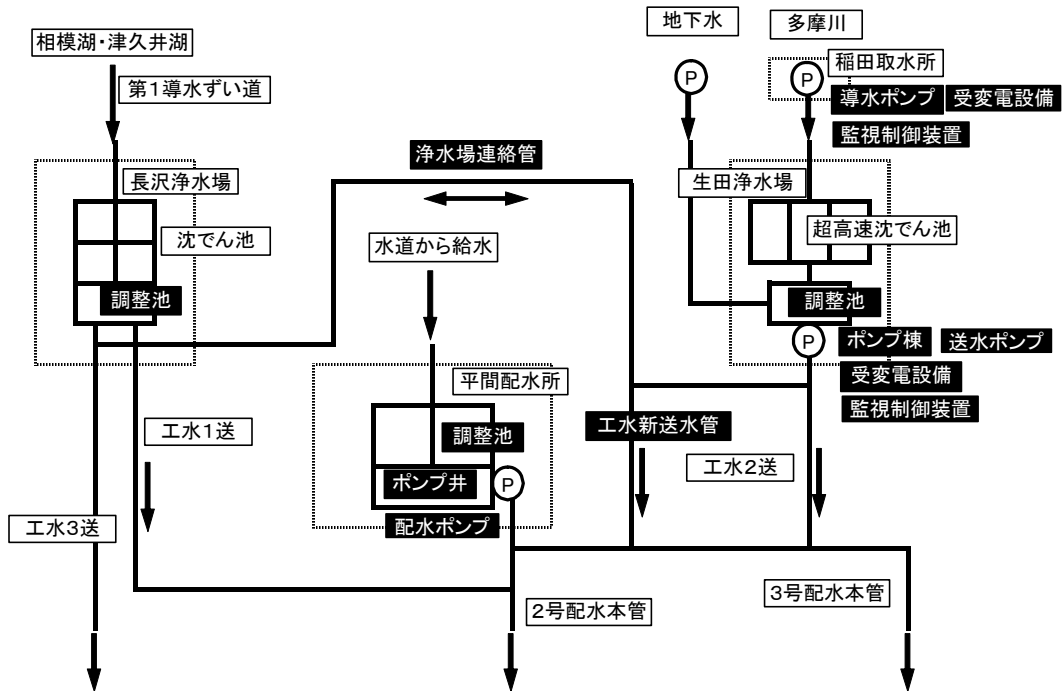 地下水
多摩川
相模湖・津久井湖
稲田取水所
P
P
第1導水ずい道
導水ポンプ
受変電設備
監視制御装置
浄水場連絡管
長沢浄水場
生田浄水場
沈でん池
水道から給水
超高速沈でん池
調整池
調整池
P
ポンプ棟
送水ポンプ
受変電設備
平間配水所
監視制御装置
工水1送
調整池
工水新送水管
工水2送
ポンプ井
P
工水3送
配水ポンプ
2号配水本管
3号配水本管